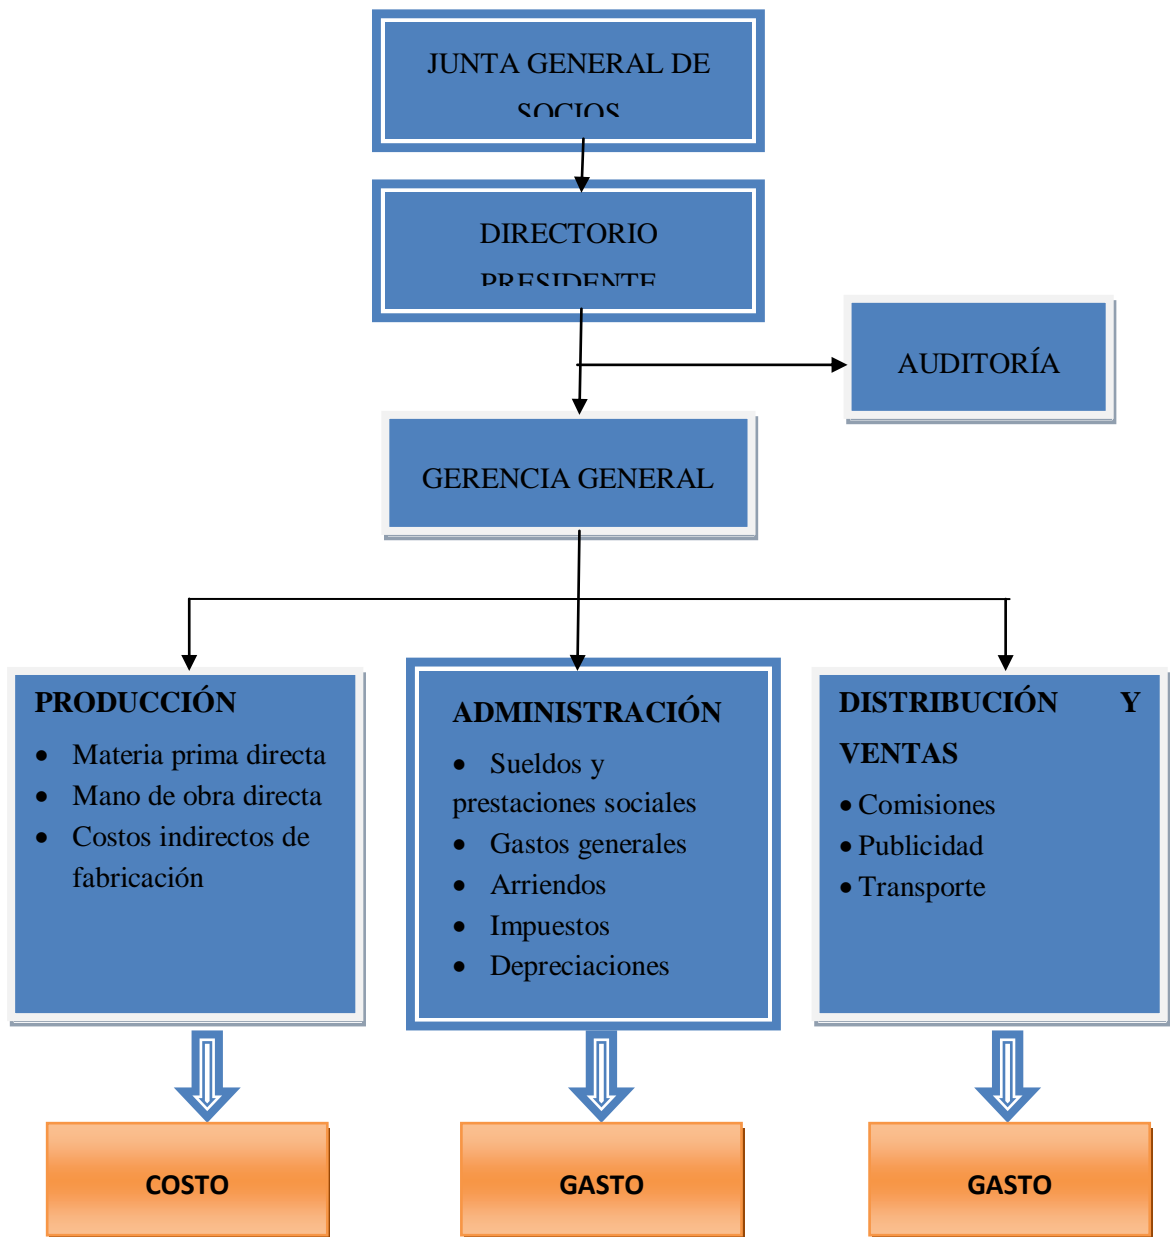 JUNTA GENERAL DE
SOCIOS
DIRECTORIO
PRESIDENTE
AUDITORÍA
GERENCIA GENERAL
PRODUCCIÓN
• Materia prima directa
• Mano de obra directa
• Costos indirectos de
fabricación
ADMINISTRACIÓN
• Sueldos y
prestaciones sociales
• Gastos generales
• Arriendos
• Impuestos
• Depreciaciones
DISTRIBUCIÓN Y
VENTAS
• Comisiones
• Publicidad
• Transporte
COSTO
GASTO
GASTO